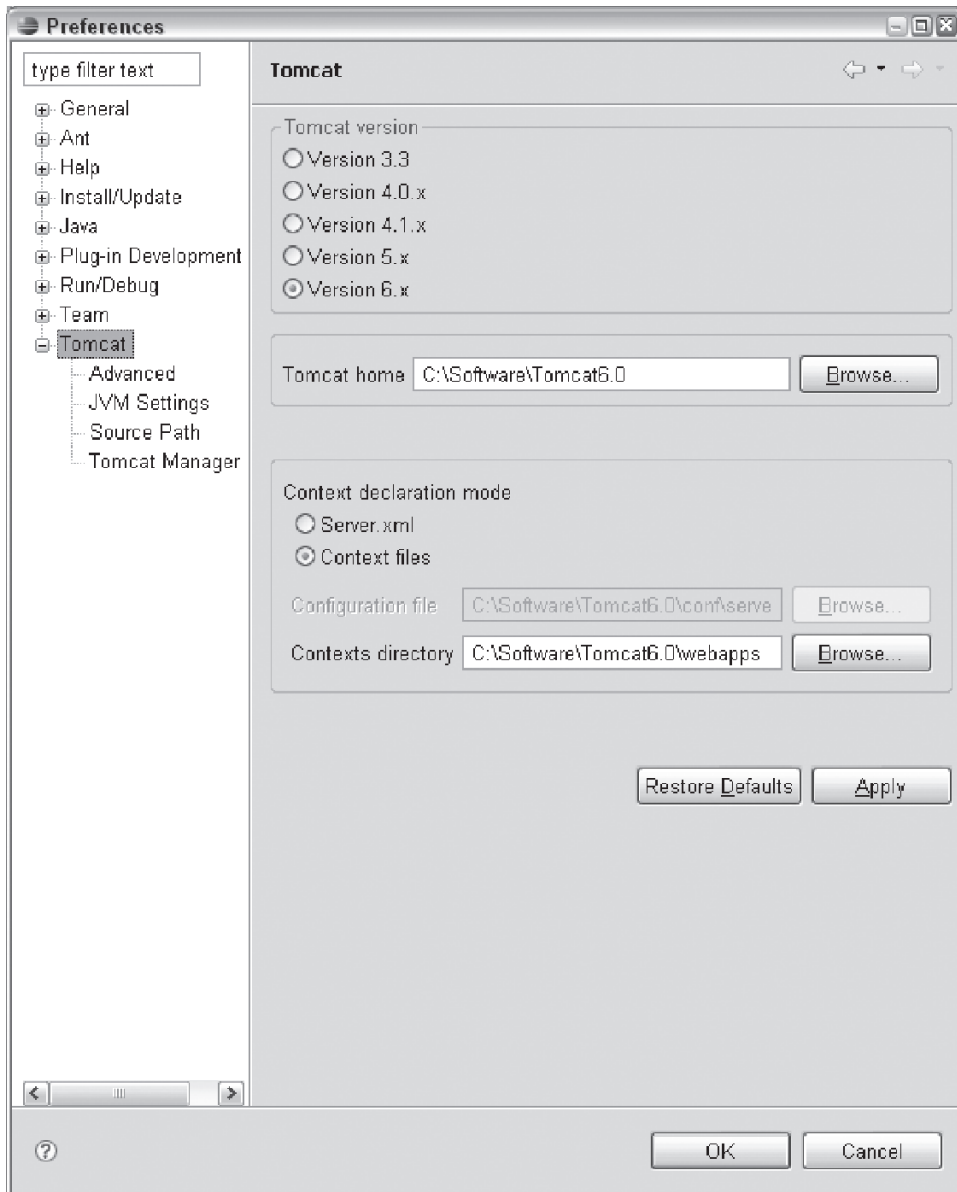 Preferences
type filter text
General
Ant
Help
Install/Update
Java
Plug-in Development
Run/Debug
Team
Tomcat
Advanced
JVM Settings
Source Path
Tomcat Manager
Tomcat
Tomcat version
Version 3.3
Version 4.0.x
Version 4.1.x
Version 5.x
Version 6.x
Tomcat home C:\Software\Tomcat6.0 Browse...
Context declaration mode
Server.xml
Context files
Configuration file C:\Software\Tomcat6.0\conf\serve Browse...
Contexts directory C:\Software\Tomcat6.0\webapps Browse...
Restore Defaults Apply
? OK Cancel